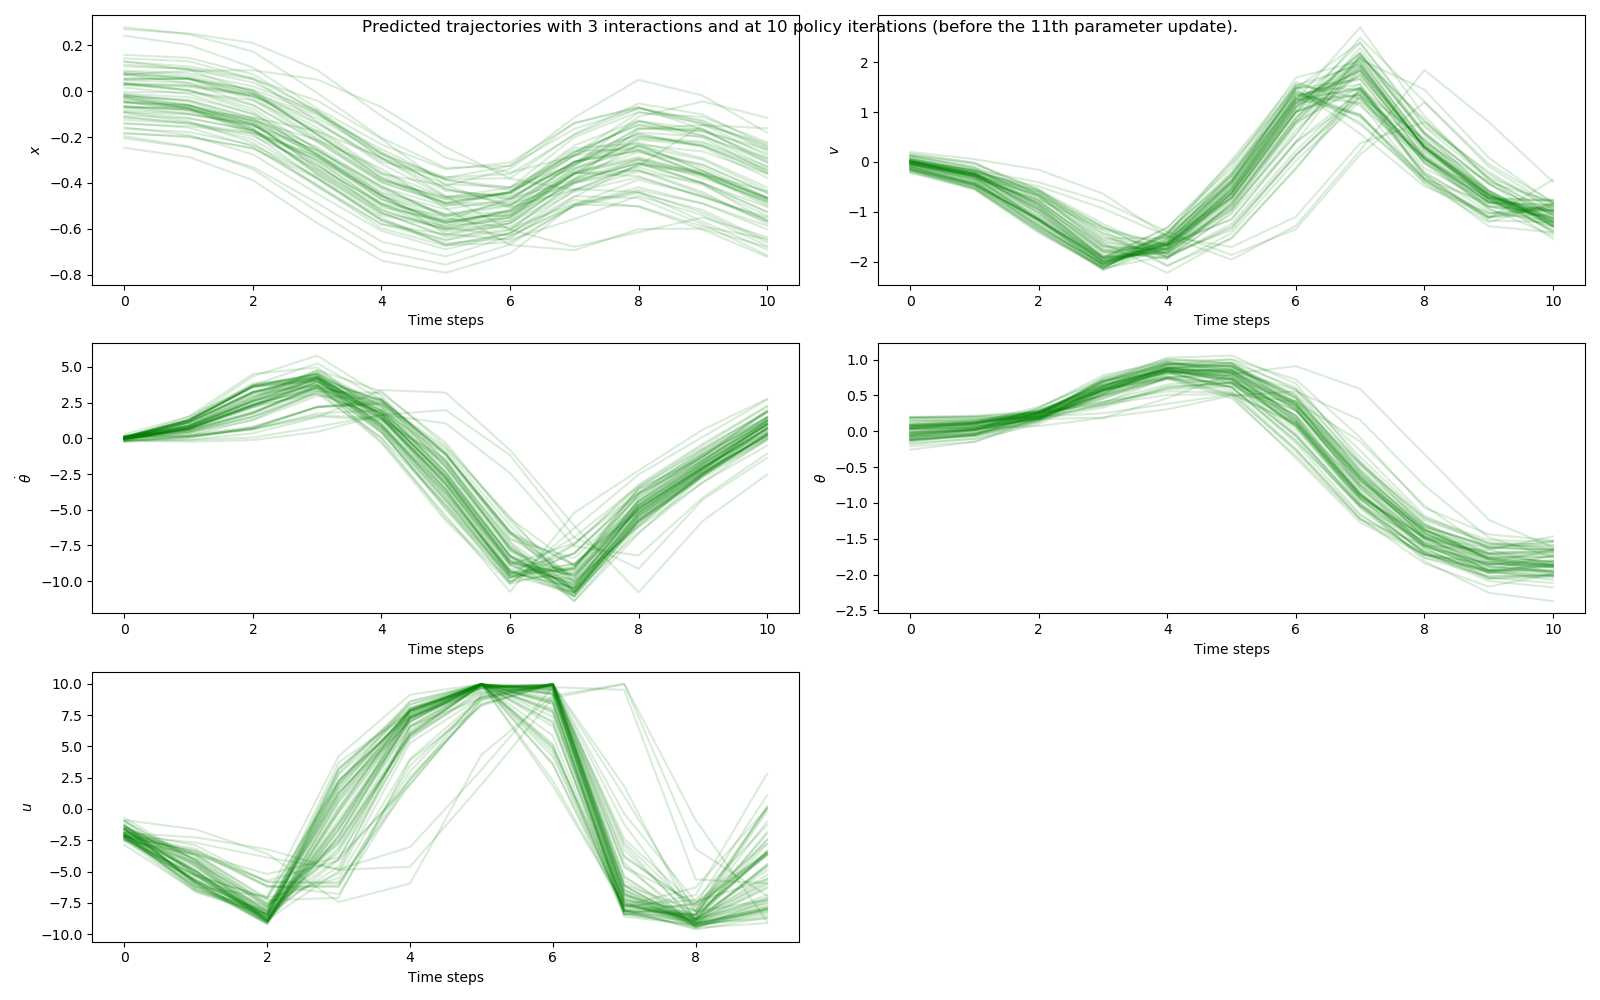 Predicted trajectories with 3 interactions and at 10 policy iterations (before the 11th parameter update).
0.2
0.0
−0.2
−0.4
−0.6
−0.8
x
0 2 4 6 8 10
Time steps
2
1
0
−1
−2
v
0 2 4 6 8 10
Time steps
5.0
2.5
0.0
−2.5
−5.0
−7.5
−10.0
θ̇
0 2 4 6 8 10
Time steps
1.0
0.5
0.0
−0.5
−1.0
−1.5
−2.0
−2.5
θ
0 2 4 6 8 10
Time steps
10.0
7.5
5.0
2.5
0.0
−2.5
−5.0
−7.5
−10.0
u
0 2 4 6 8
Time steps